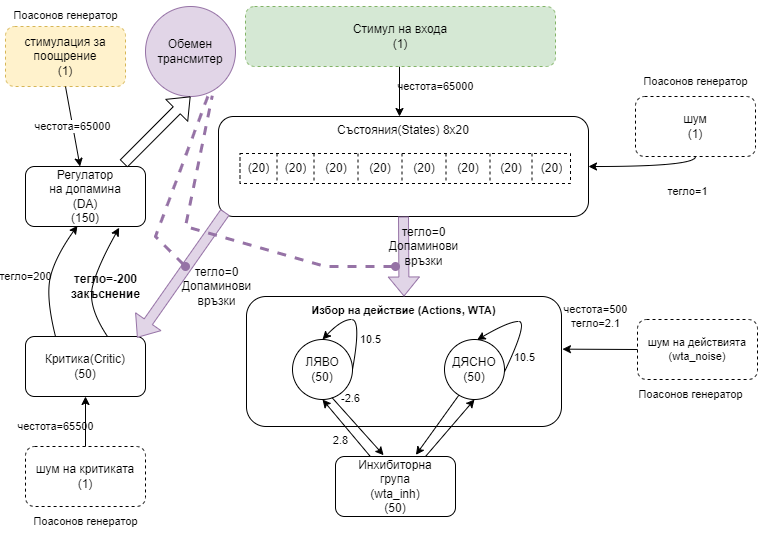 Поасонов генератор
стимулация за
поощрение
(1)
Обемен
трансмитер
Стимул на входа
(1)
честота=65000
честота=65000
Поасонов генератор
шум
(1)
тегло=1
Състояния(States) 8x20
(20) (20) (20) (20) (20) (20) (20) (20)
Регулатор
на допамина
(DA)
(150)
тегло=0
Допаминови
връзки
тегло=0
Допаминови
връзки
тегло=200
тегло=-200
закъснение
Избор на действие (Actions, WTA)
честота=500
тегло=2.1
шум на действията
(wta_noise)
Поасонов генератор
ЛЯВО
(50)
10.5
ДЯСНО
(50)
10.5
-2.6
2.8
Критика(Critic)
(50)
честота=65500
шум на критиката
(1)
Поасонов генератор
Инхибиторна
група
(wta_inh)
(50)